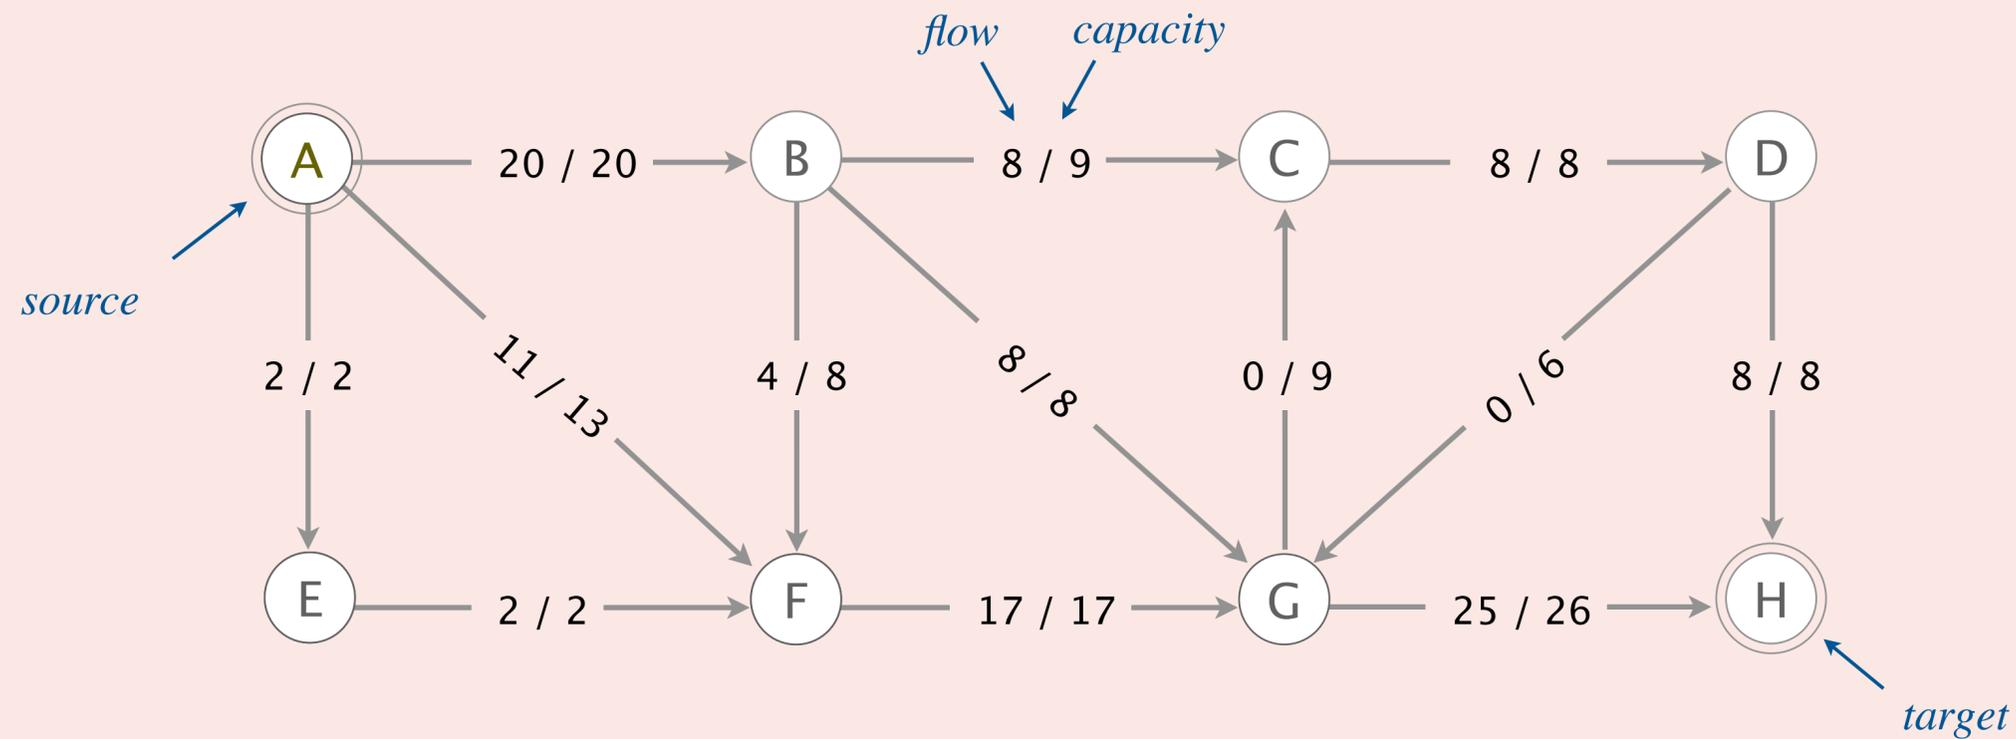 flow
capacity
A
20 / 20
B
8 / 9
C
8 / 8
D
source
2 / 2
11 / 13
4 / 8
8 / 8
0 / 9
0 / 6
8 / 8
E
2 / 2
F
17 / 17
G
25 / 26
H
target